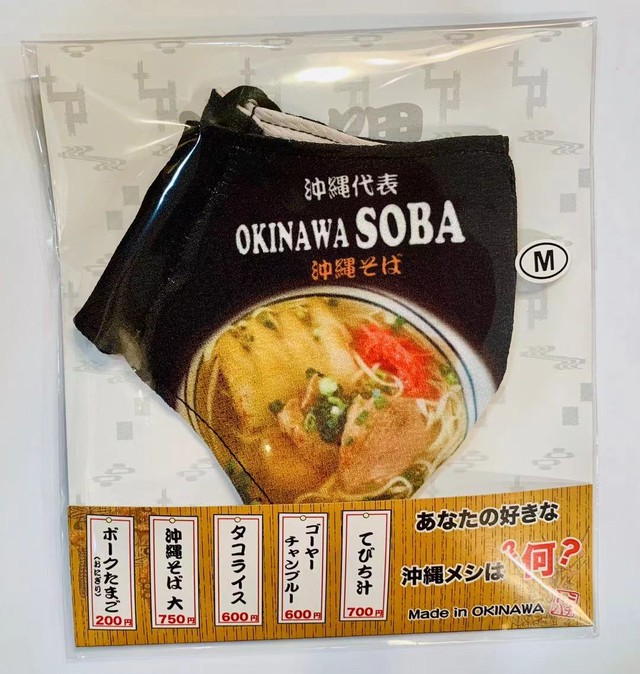 沖縄代表
OKINAWA SOBA
沖縄そば
M
ポークたまご
(おにぎり)
200円
沖縄そば 大
750円
タコライス
600円
ゴーヤー
チャンプルー
600円
てびち汁
700円
あなたの好きな
沖縄メシは何?
Made in OKINAWA